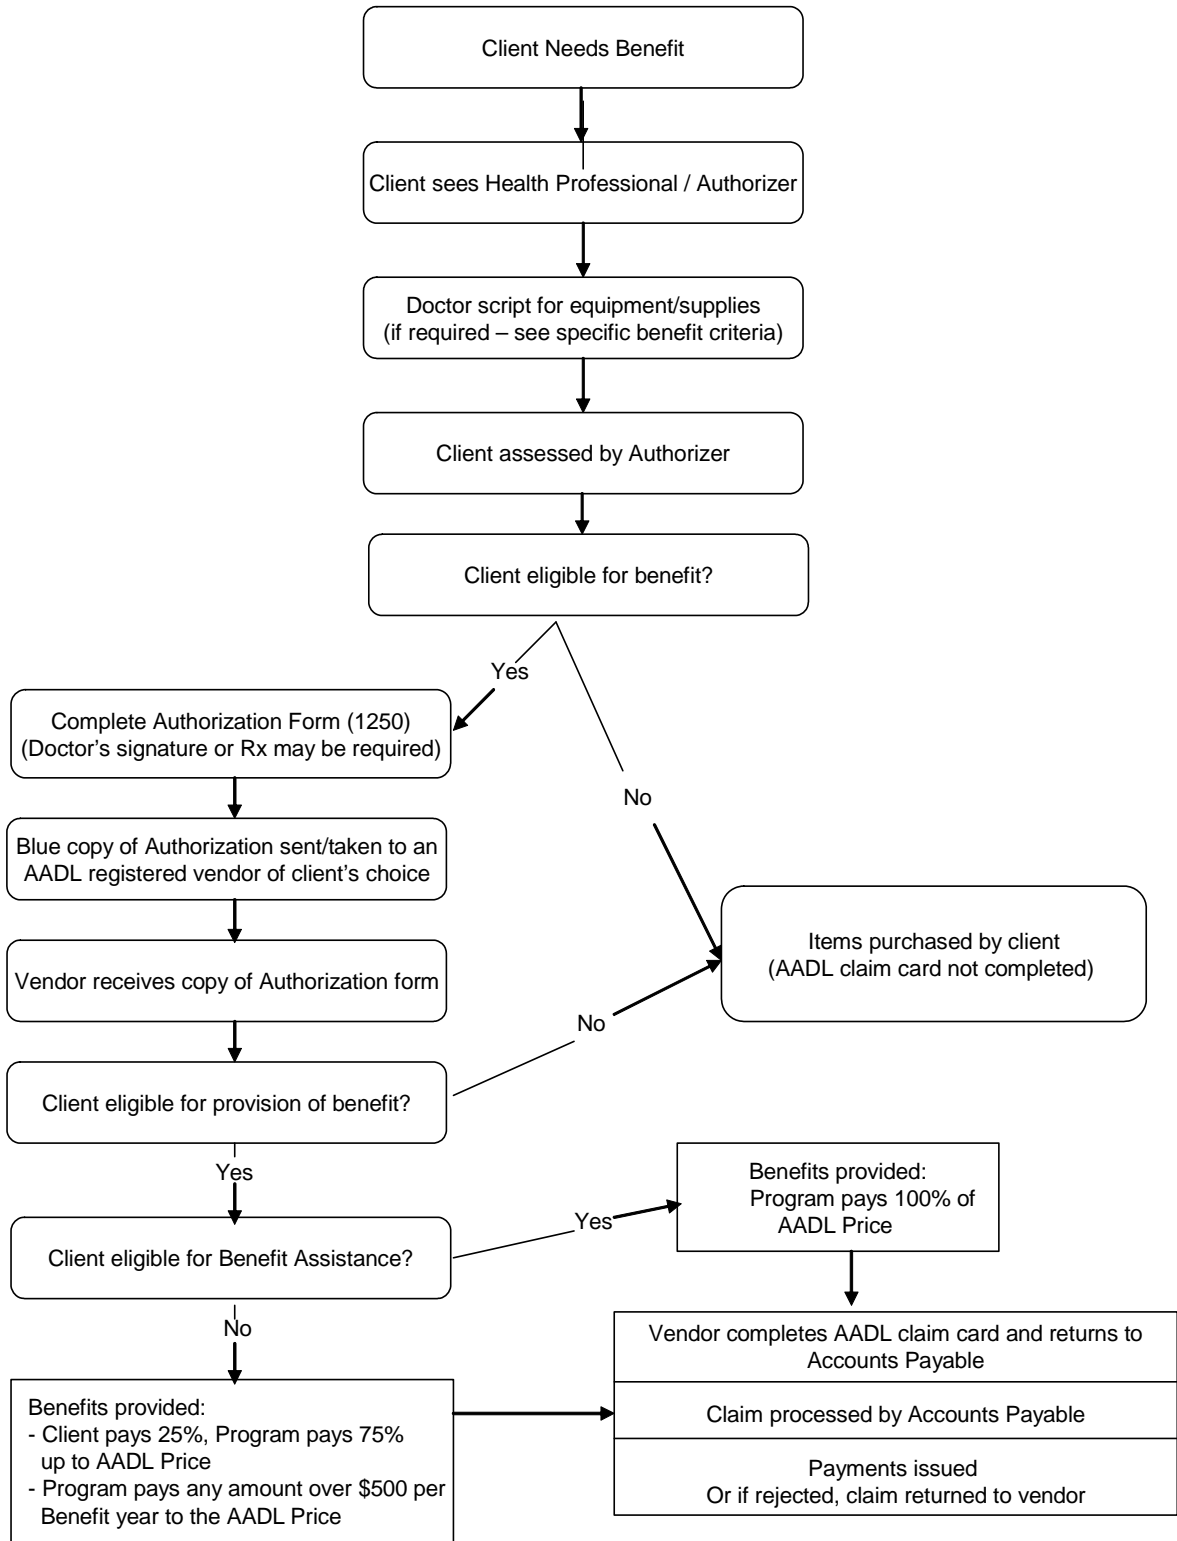 Client Needs Benefit
Client sees Health Professional / Authorizer
Doctor script for equipment/supplies
(if required – see specific benefit criteria)
Client assessed by Authorizer
Client eligible for benefit?
Yes
Complete Authorization Form (1250)
(Doctor's signature or Rx may be required)
No
Blue copy of Authorization sent/taken to an
AADL registered vendor of client's choice
Items purchased by client
(AADL claim card not completed)
Vendor receives copy of Authorization form
No
Client eligible for provision of benefit?
Yes
Benefits provided:
Program pays 100% of
AADL Price
Yes
Client eligible for Benefit Assistance?
No
Vendor completes AADL claim card and returns to
Accounts Payable
Claim processed by Accounts Payable
Payments issued
Or if rejected, claim returned to vendor
Benefits provided:
- Client pays 25%, Program pays 75%
up to AADL Price
- Program pays any amount over $500 per
Benefit year to the AADL Price